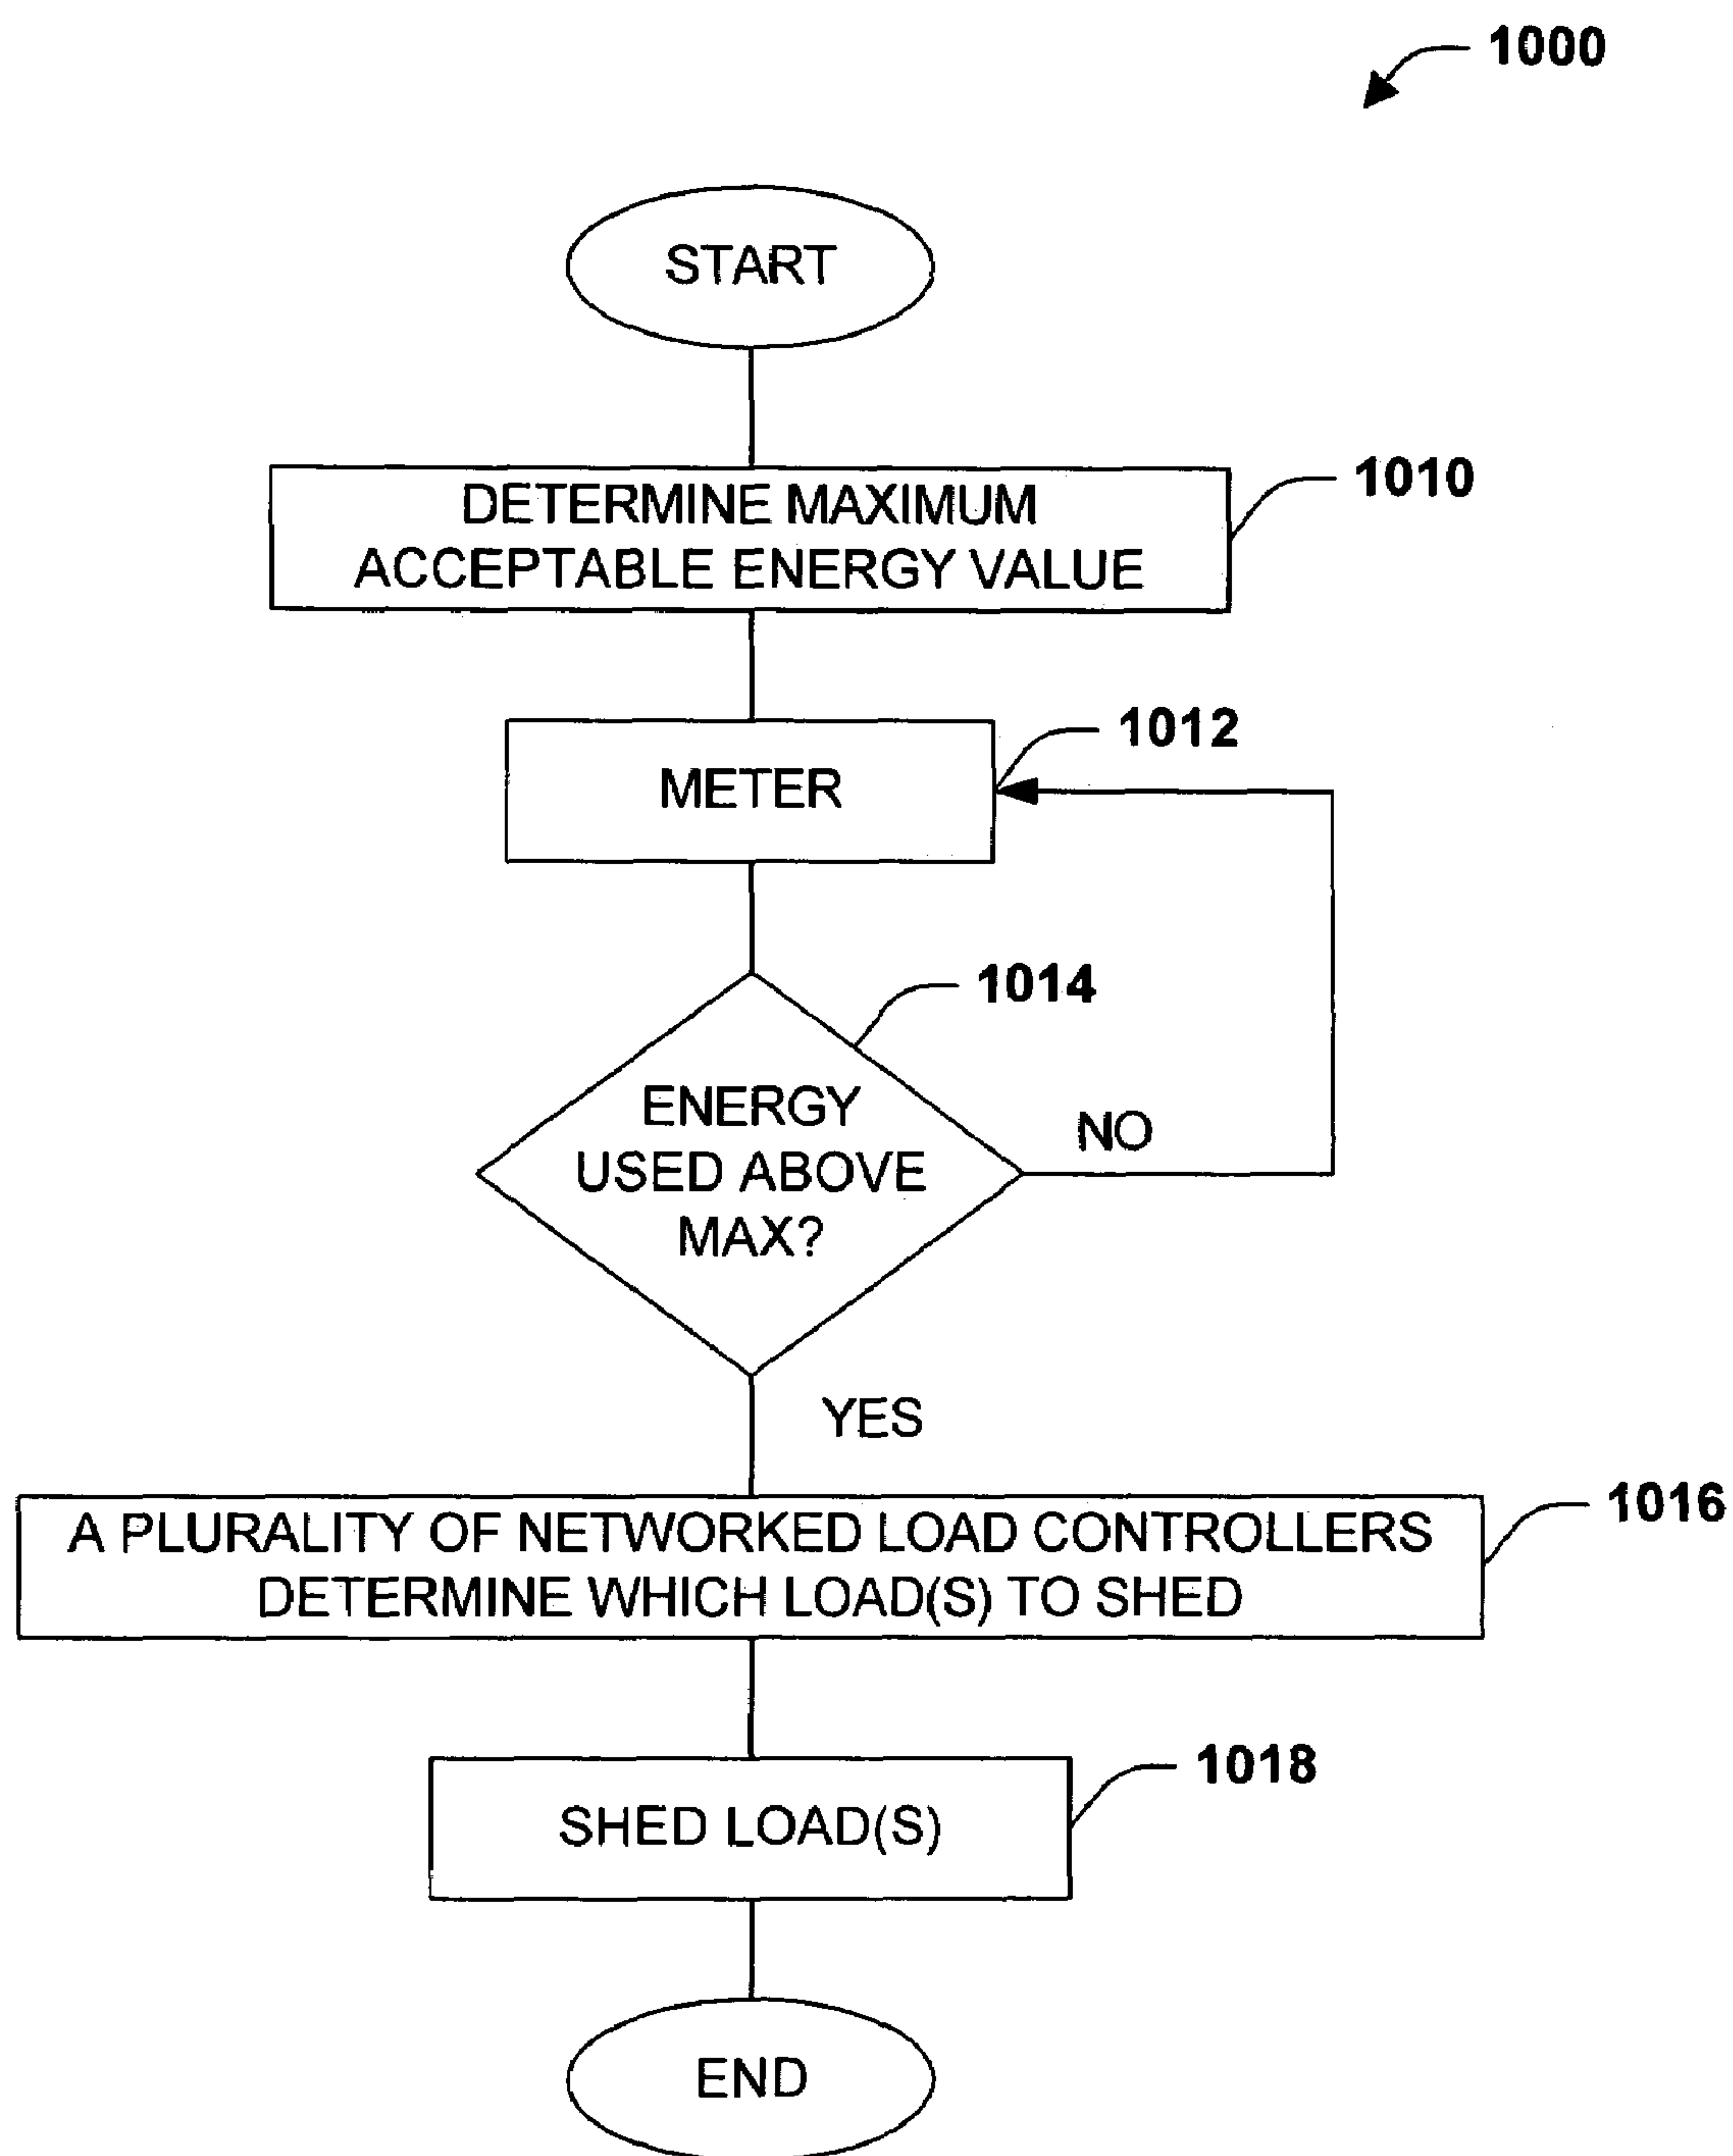 1000
START
DETERMINE MAXIMUM
ACCEPTABLE ENERGY VALUE
1010
METER
1012
1014
ENERGY
USED ABOVE
MAX?
NO
YES
A PLURALITY OF NETWORKED LOAD CONTROLLERS
DETERMINE WHICH LOAD(S) TO SHED
1016
SHED LOAD(S)
1018
END